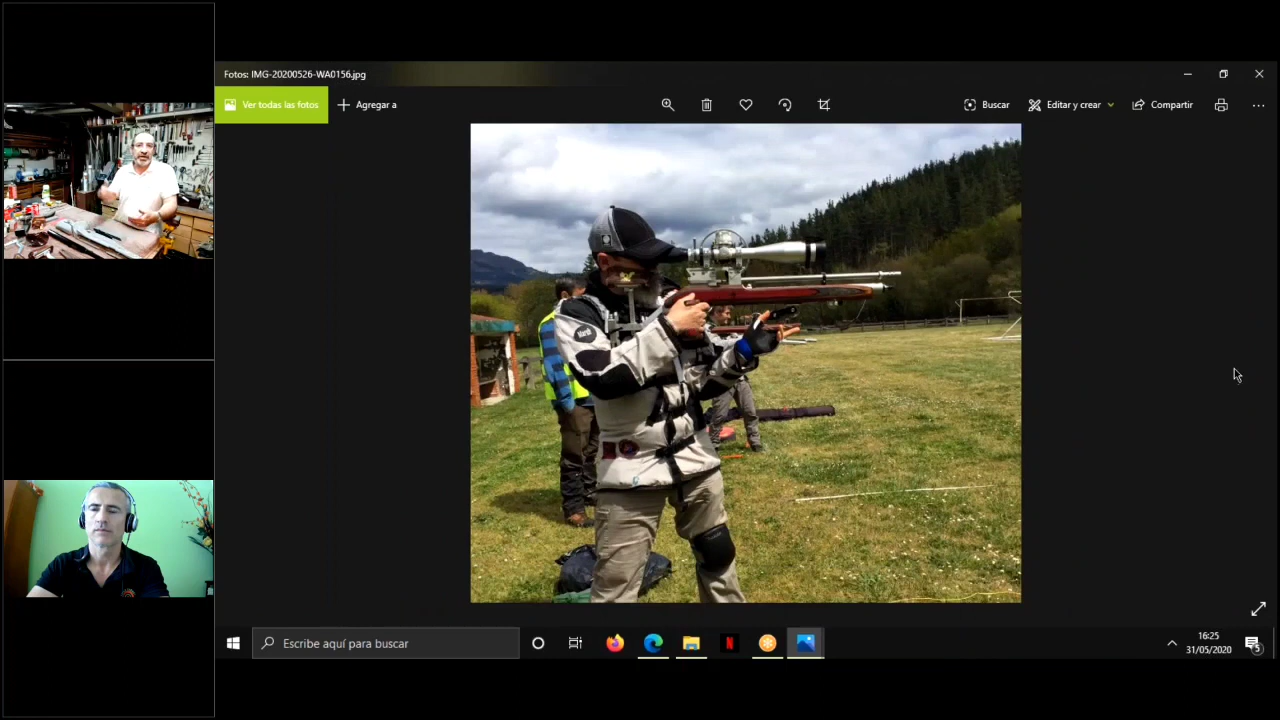 Fotos: IMG-20200526-WA0156.jpg
Ver todas las fotos
Agregar a
Buscar
Editar y crear
Compartir
Escribe aquí para buscar
16:25
31/05/2020
5